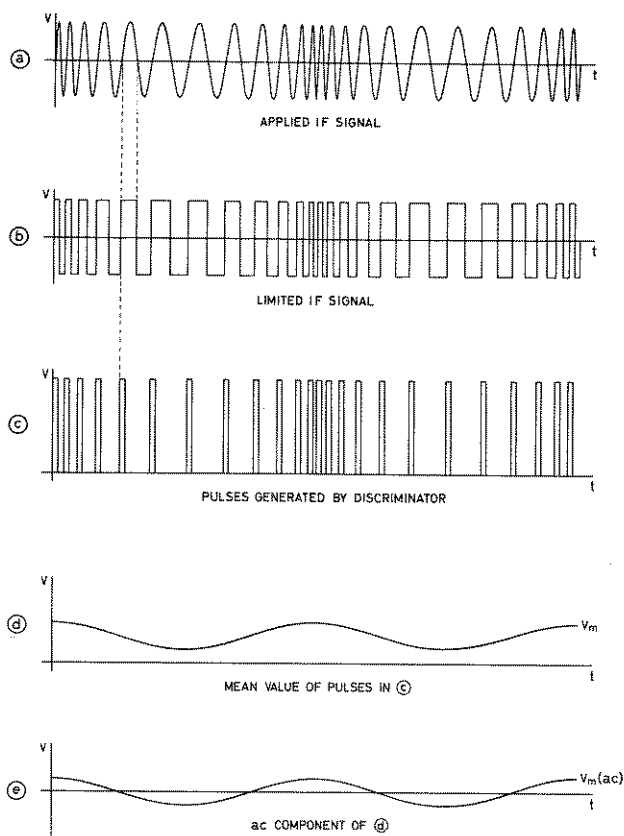 V
ⓐ
t
APPLIED IF SIGNAL
V
ⓑ
t
LIMITED IF SIGNAL
V
ⓒ
t
PULSES GENERATED BY DISCRIMINATOR
V
ⓓ
Vm
t
MEAN VALUE OF PULSES IN ⓒ
V
Vm(ac)
ⓔ
t
ac COMPONENT OF ⓓ